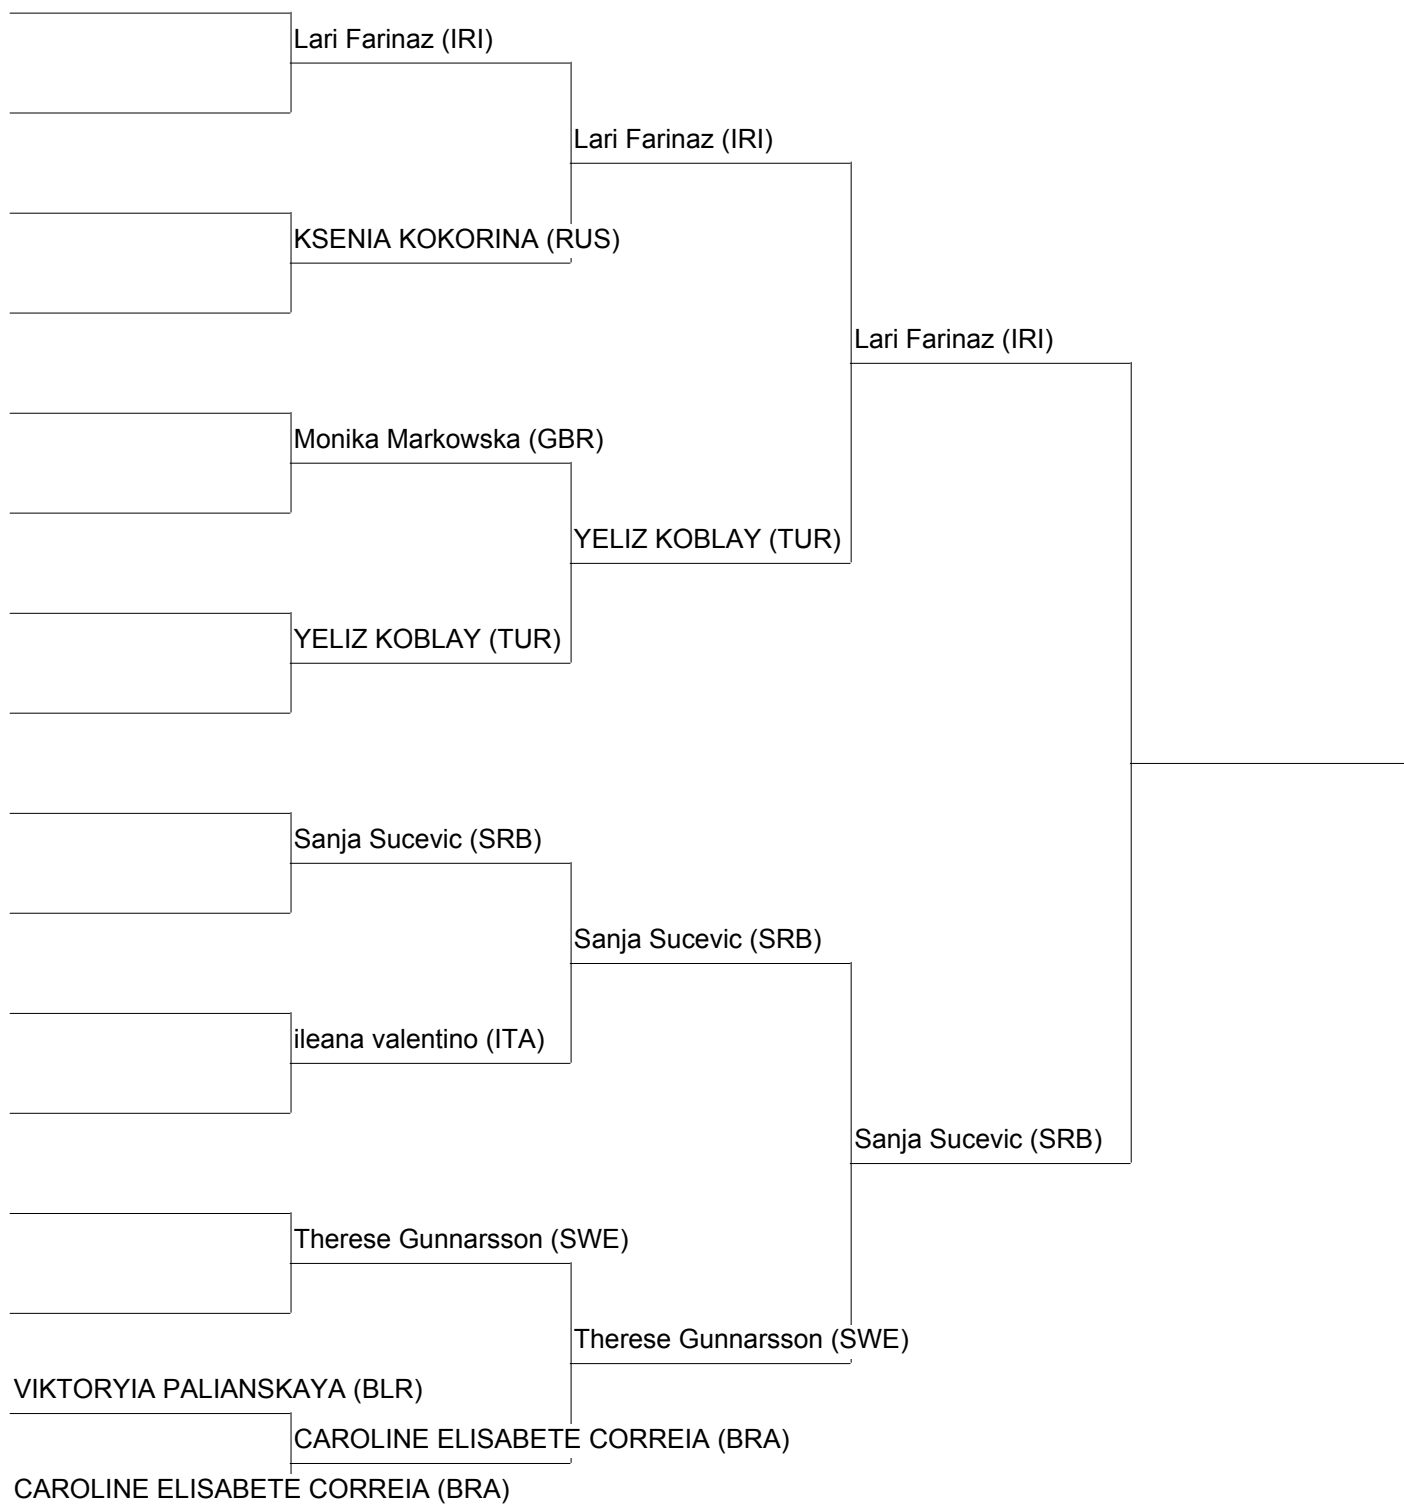 Lari Farinaz (IRI)
Lari Farinaz (IRI)
KSENIA KOKORINA (RUS)
Lari Farinaz (IRI)
Monika Markowska (GBR)
YELIZ KOBLAY (TUR)
YELIZ KOBLAY (TUR)
Sanja Sucevic (SRB)
Sanja Sucevic (SRB)
ileana valentino (ITA)
Sanja Sucevic (SRB)
Therese Gunnarsson (SWE)
Therese Gunnarsson (SWE)
VIKTORYIA PALIANSKAYA (BLR)
CAROLINE ELISABETE CORREIA (BRA)
CAROLINE ELISABETE CORREIA (BRA)